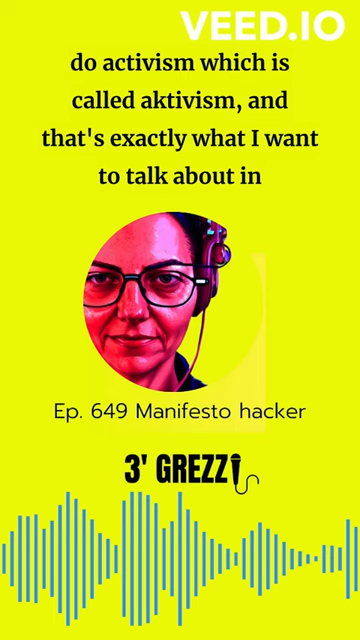 VEED.IO
do activism which is
called aktivism, and
that's exactly what I want
to talk about in
Ep. 649 Manifesto hacker
3' GREZZI